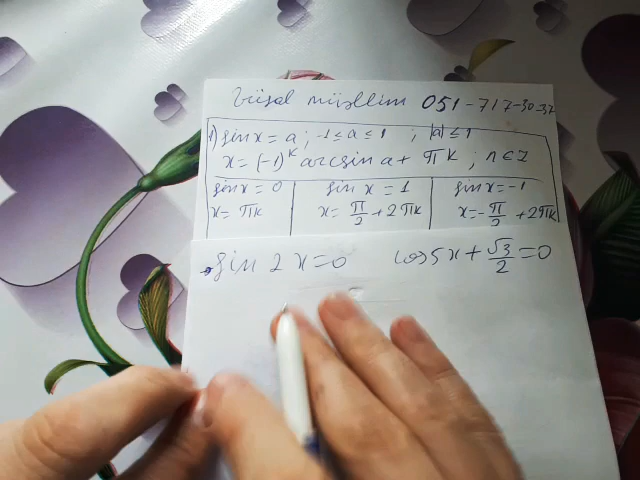 Vüsal müəllim 051-717-30-37
1) sin x = a; -1 ≤ a ≤ 1 ; |a| ≤ 1
x = (-1)^k arcsin a + πk ; n ∈ Z
sin x = 0 sin x = 1 sin x = -1
x = πk x = π/2 + 2πk x = -π/2 + 2πk
sin 2x = 0 cos 5x + √3/2 = 0